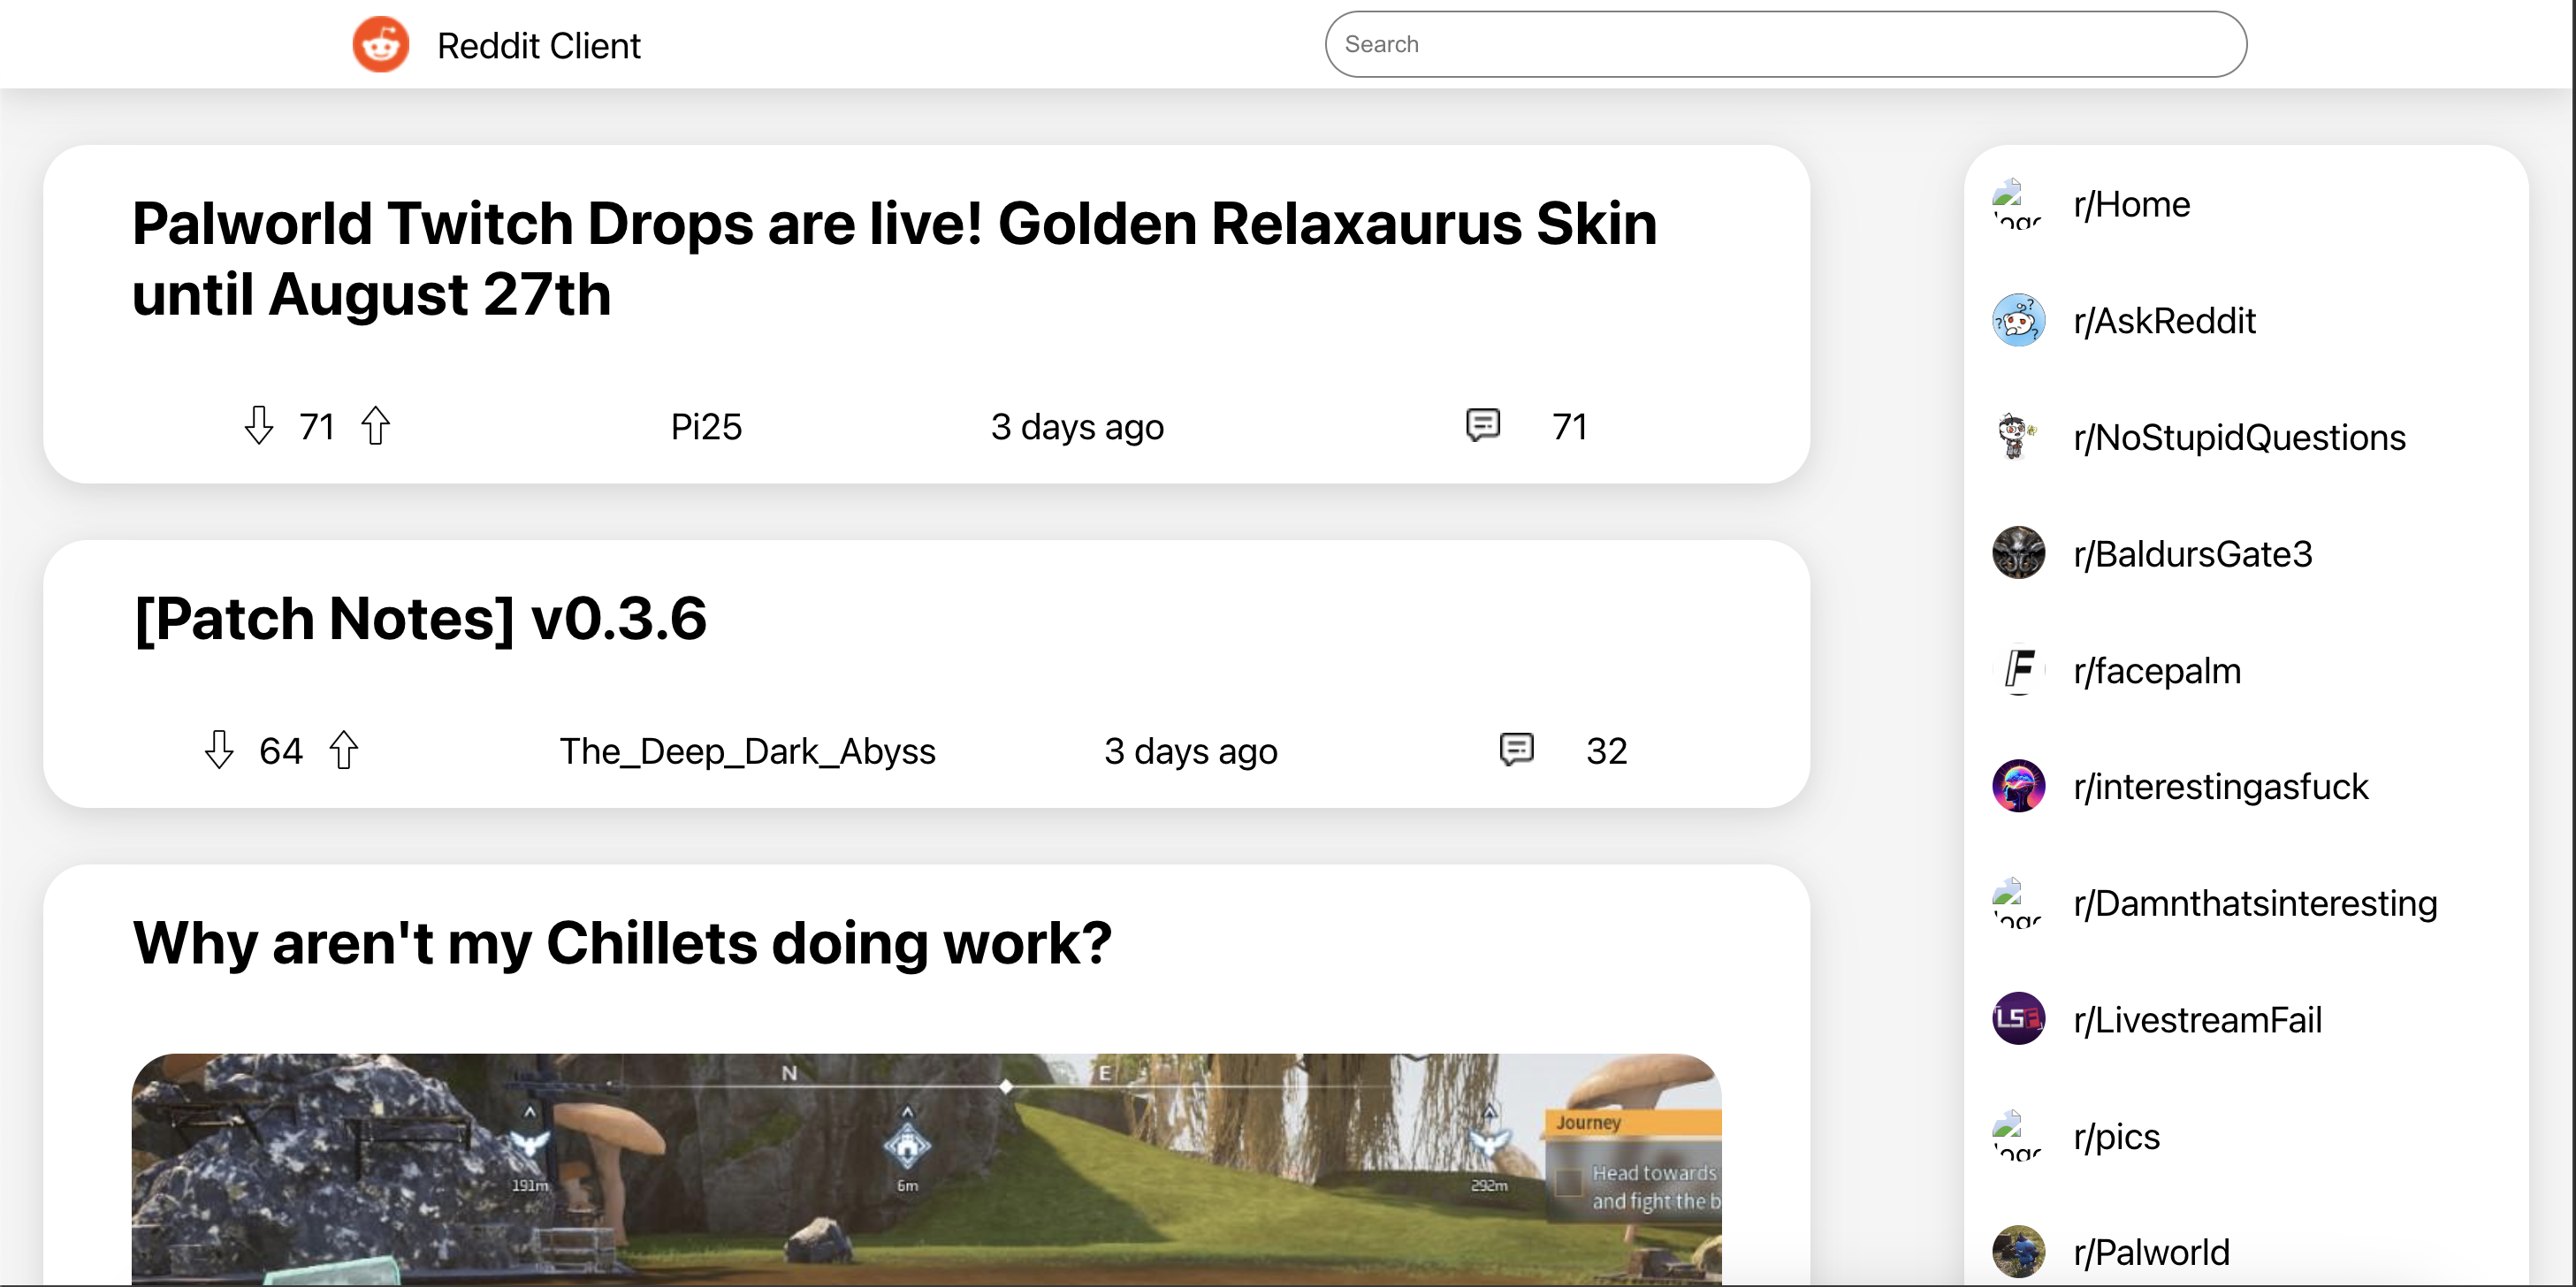 Reddit Client
Search
Palworld Twitch Drops are live! Golden Relaxaurus Skin
until August 27th
71
Pi25
3 days ago
71
[Patch Notes] v0.3.6
64
The_Deep_Dark_Abyss
3 days ago
32
Why aren't my Chillets doing work?
N
E
191m
6m
292m
Journey
Head towards
and fight the b
r/Home
r/AskReddit
r/NoStupidQuestions
r/BaldursGate3
F
r/facepalm
r/interestingasfuck
r/Damnthatsinteresting
LSF
r/LivestreamFail
r/pics
r/Palworld